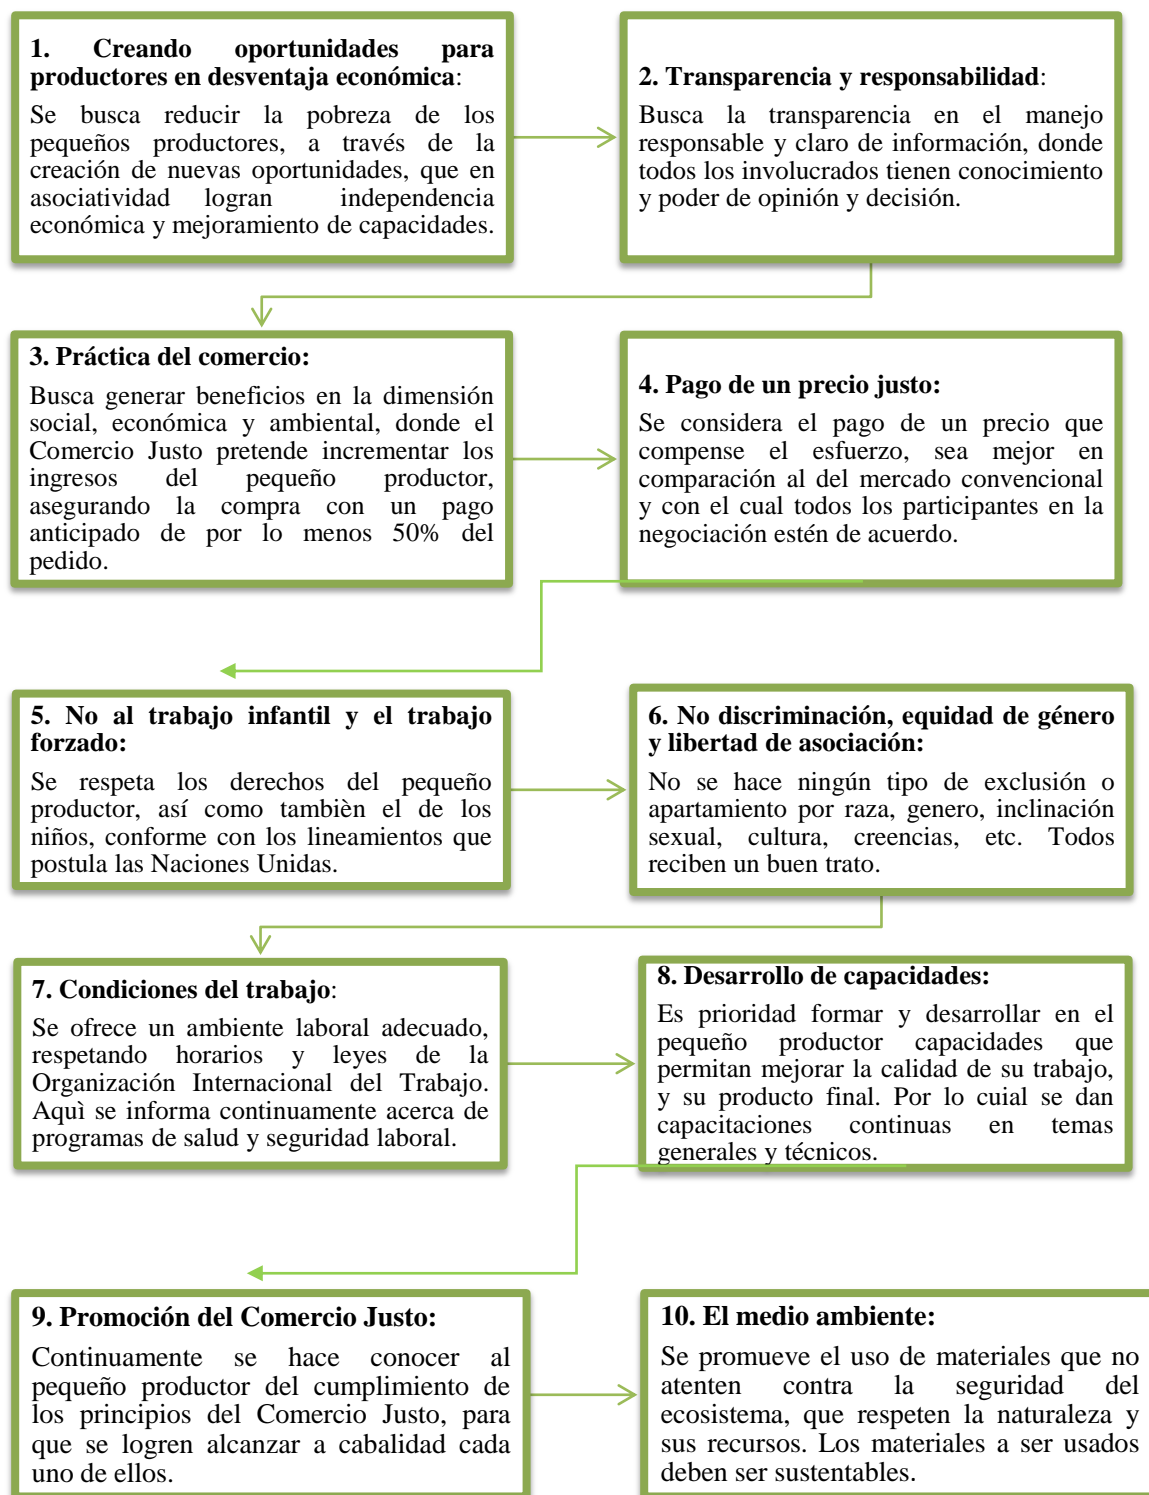 1. Creando oportunidades para
productores en desventaja económica:
Se busca reducir la pobreza de los
pequeños productores, a través de la
creación de nuevas oportunidades, que en
asociatividad logran independencia
económica y mejoramiento de capacidades.
2. Transparencia y responsabilidad:
Busca la transparencia en el manejo
responsable y claro de información, donde
todos los involucrados tienen conocimiento
y poder de opinión y decisión.
3. Práctica del comercio:
Busca generar beneficios en la dimensión
social, económica y ambiental, donde el
Comercio Justo pretende incrementar los
ingresos del pequeño productor,
asegurando la compra con un pago
anticipado de por lo menos 50% del
pedido.
4. Pago de un precio justo:
Se considera el pago de un precio que
compense el esfuerzo, sea mejor en
comparación al del mercado convencional
y con el cual todos los participantes en la
negociación estén de acuerdo.
5. No al trabajo infantil y el trabajo
forzado:
Se respeta los derechos del pequeño
productor, así como tambièn el de los
niños, conforme con los lineamientos que
postula las Naciones Unidas.
6. No discriminación, equidad de género
y libertad de asociación:
No se hace ningún tipo de exclusión o
apartamiento por raza, genero, inclinación
sexual, cultura, creencias, etc. Todos
reciben un buen trato.
7. Condiciones del trabajo:
Se ofrece un ambiente laboral adecuado,
respetando horarios y leyes de la
Organización Internacional del Trabajo.
Aquì se informa continuamente acerca de
programas de salud y seguridad laboral.
8. Desarrollo de capacidades:
Es prioridad formar y desarrollar en el
pequeño productor capacidades que
permitan mejorar la calidad de su trabajo,
y su producto final. Por lo cuial se dan
capacitaciones continuas en temas
generales y técnicos.
9. Promoción del Comercio Justo:
Continuamente se hace conocer al
pequeño productor del cumplimiento de
los principios del Comercio Justo, para
que se logren alcanzar a cabalidad cada
uno de ellos.
10. El medio ambiente:
Se promueve el uso de materiales que no
atenten contra la seguridad del
ecosistema, que respeten la naturaleza y
sus recursos. Los materiales a ser usados
deben ser sustentables.